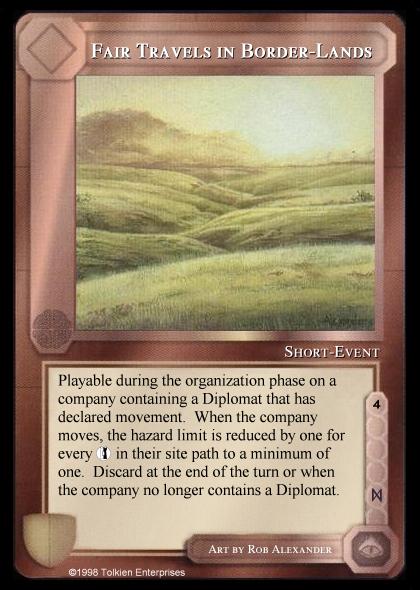 Fair Travels in Border-Lands
Short-Event
Playable during the organization phase on a
company containing a Diplomat that has
declared movement. When the company
moves, the hazard limit is reduced by one for
every in their site path to a minimum of
one. Discard at the end of the turn or when
the company no longer contains a Diplomat.
4
Art by Rob Alexander
©1998 Tolkien Enterprises